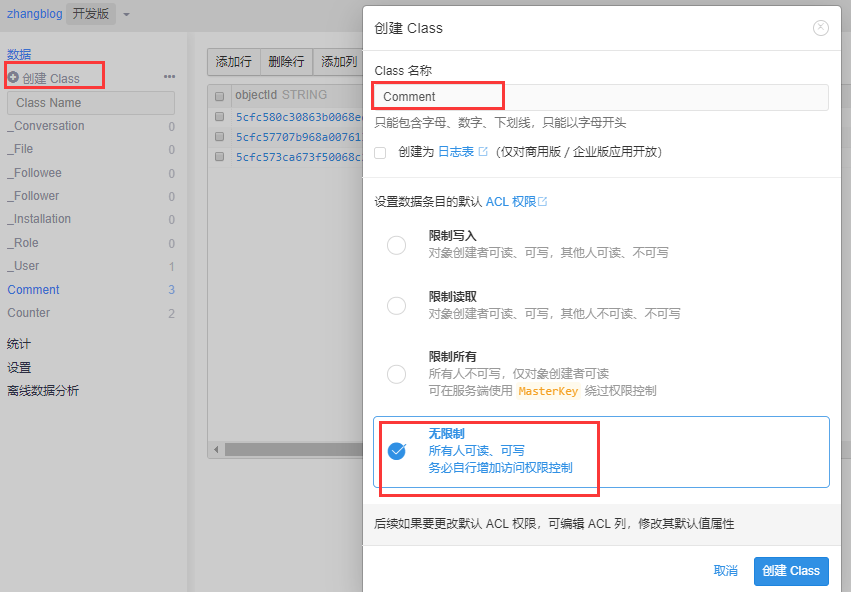 zhangblog 开发版
数据
创建 Class
Class Name
_Conversation 0
_File 0
_Followee 0
_Follower 0
_Installation 0
_Role 0
_User 1
Comment 3
Counter 2
统计
设置
离线数据分析
添加行 删除行 添加列
objectId STRING
5cfc580c30863b0068e
5cfc57707b968a00761
5cfc573ca673f50068c
创建 Class
Class 名称
Comment
只能包含字母、数字、下划线，只能以字母开头
创建为 日志表 (仅对商用版 / 企业版应用开放)
设置数据条目的默认 ACL 权限
限制写入
对象创建者可读、可写，其他人可读、不可写
限制读取
对象创建者可读、可写，其他人不可读、不可写
限制所有
所有人不可写，仅对象创建者可读
可在服务端使用 MasterKey 绕过权限控制
无限制
所有人可读、可写
务必自行增加访问权限控制
后续如果要更改默认 ACL 权限，可编辑 ACL 列，修改其默认值属性
取消 创建 Class